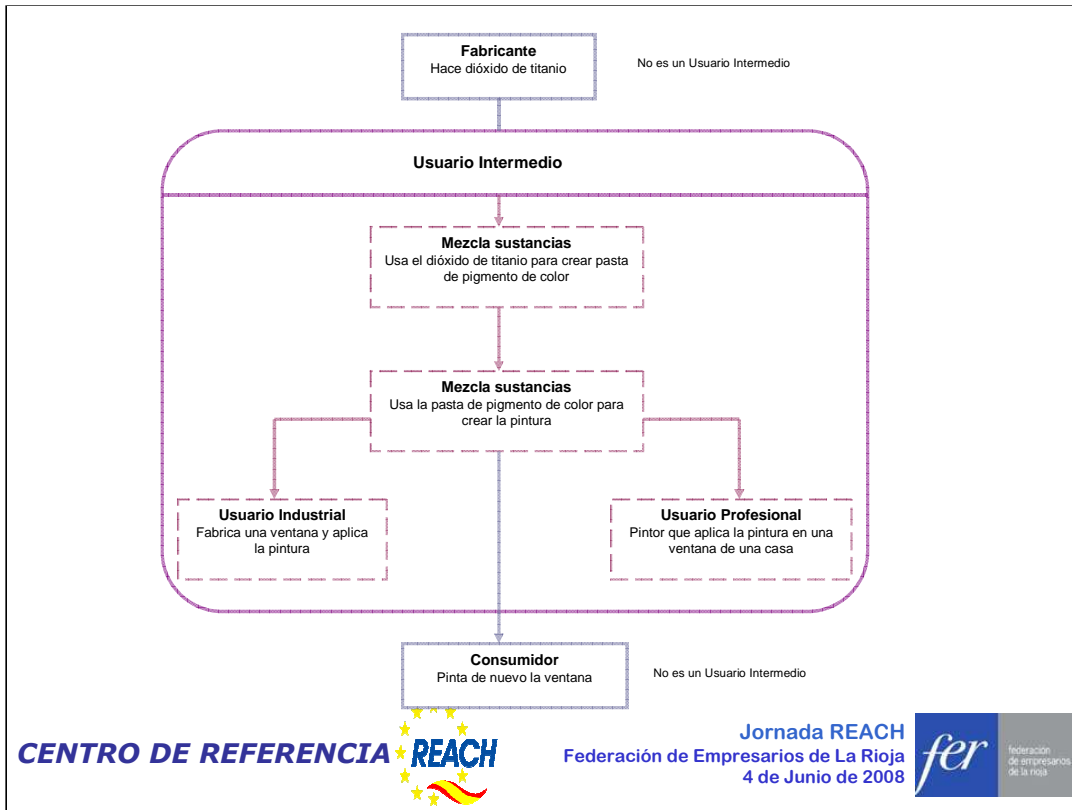 Fabricante
Hace dióxido de titanio
No es un Usuario Intermedio
Usuario Intermedio
Mezcla sustancias
Usa el dióxido de titanio para crear pasta
de pigmento de color
Mezcla sustancias
Usa la pasta de pigmento de color para
crear la pintura
Usuario Industrial
Fabrica una ventana y aplica
la pintura
Usuario Profesional
Pintor que aplica la pintura en una
ventana de una casa
Consumidor
Pinta de nuevo la ventana
No es un Usuario Intermedio
CENTRO DE REFERENCIA
REACH
Jornada REACH
Federación de Empresarios de La Rioja
4 de Junio de 2008
fer
federación
de empresarios
de la rioja